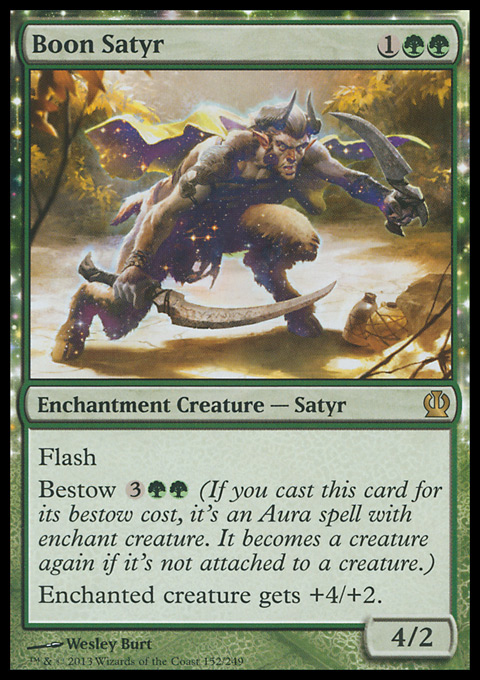 Boon Satyr 1
Enchantment Creature — Satyr
Flash
Bestow 3 (If you cast this card for
its bestow cost, it's an Aura spell with
enchant creature. It becomes a creature
again if it's not attached to a creature.)
Enchanted creature gets +4/+2.
4/2
Wesley Burt
™ & © 2013 Wizards of the Coast 152/249